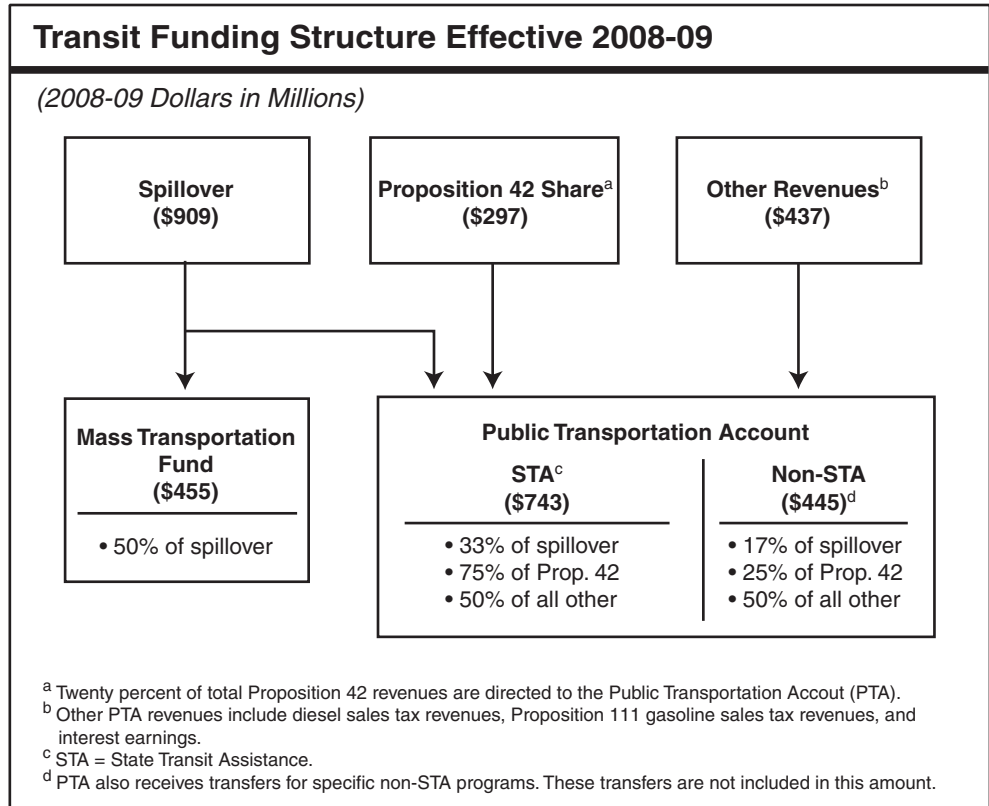 Transit Funding Structure Effective 2008-09
(2008-09 Dollars in Millions)
Spillover
($909)
Proposition 42 Shareᵃ
($297)
Other Revenuesᵇ
($437)
Mass Transportation
Fund
($455)
• 50% of spillover
Public Transportation Account
STAᶜ
($743)
• 33% of spillover
• 75% of Prop. 42
• 50% of all other
Non-STA
($445)ᵈ
• 17% of spillover
• 25% of Prop. 42
• 50% of all other
ᵃ Twenty percent of total Proposition 42 revenues are directed to the Public Transportation Accout (PTA).
ᵇ Other PTA revenues include diesel sales tax revenues, Proposition 111 gasoline sales tax revenues, and
interest earnings.
ᶜ STA = State Transit Assistance.
ᵈ PTA also receives transfers for specific non-STA programs. These transfers are not included in this amount.